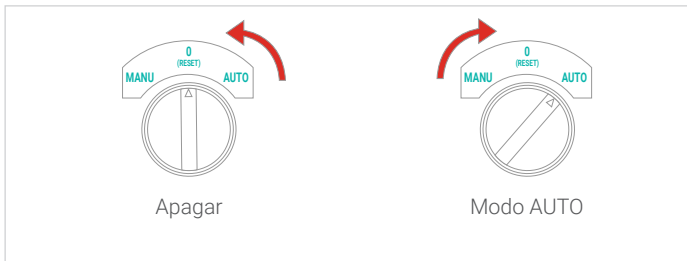 0
(RESET)
MANU AUTO
Apagar
0
(RESET)
MANU AUTO
Modo AUTO